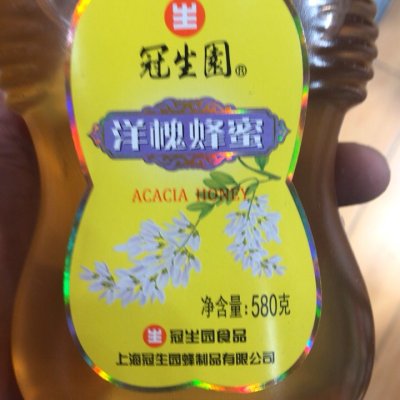 生
冠生園®
洋槐蜂蜜
ACACIA HONEY
净含量:580克
生 冠生园食品
上海冠生园蜂制品有限公司